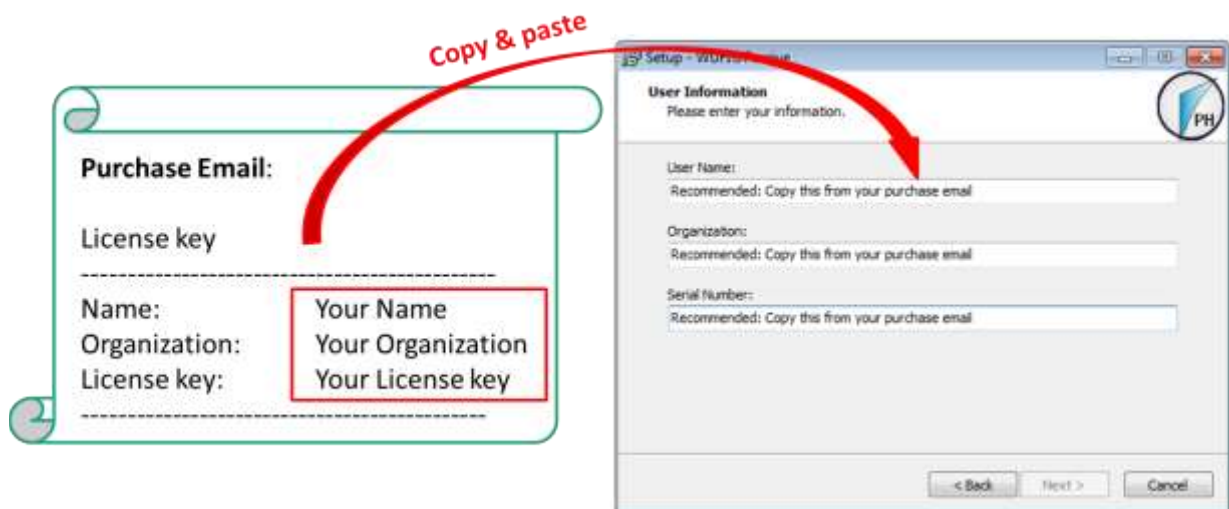 Copy & paste
Purchase Email:
License key
Name: Your Name
Organization: Your Organization
License key: Your License key
Setup -
User Information
Please enter your information.
PH
User Name:
Recommended: Copy this from your purchase email
Organization:
Recommended: Copy this from your purchase email
Serial Number:
Recommended: Copy this from your purchase email
< Back Next > Cancel